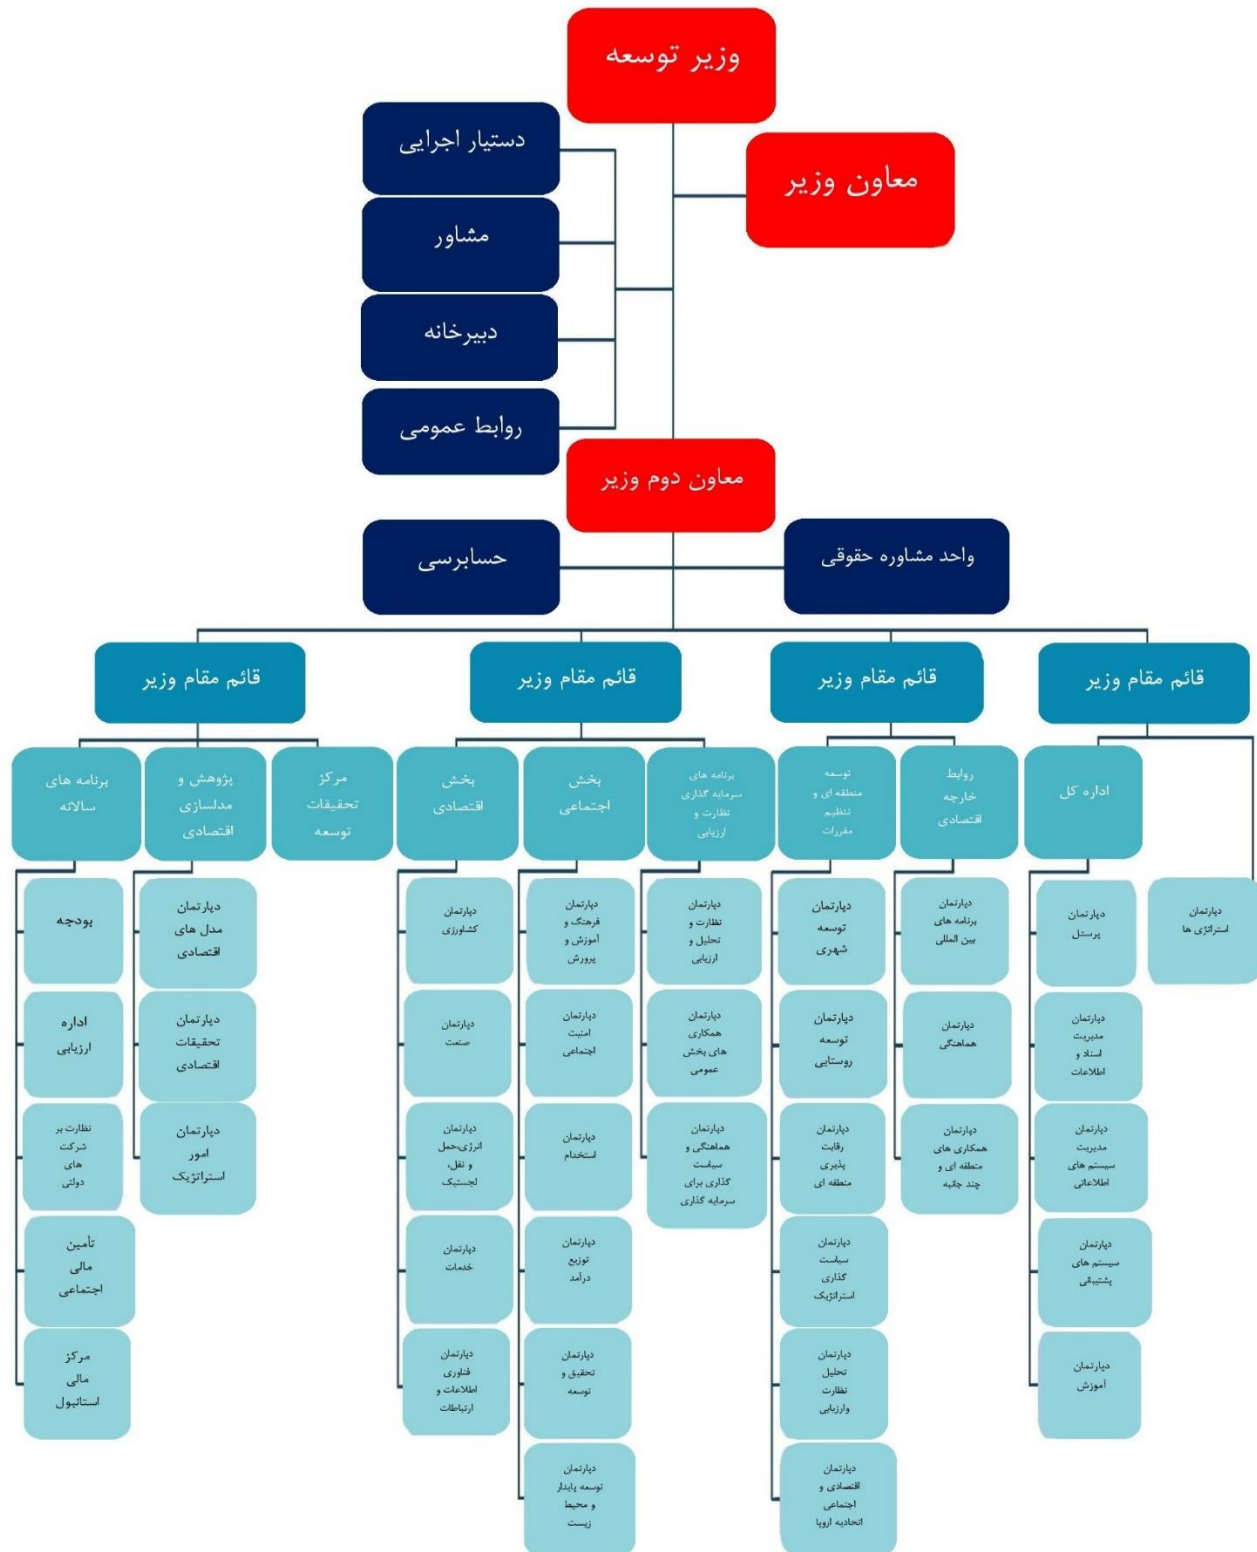 وزیر توسعه
معاون وزیر
دستیار اجرایی
مشاور
دبیرخانه
روابط عمومی
معاون دوم وزیر
واحد مشاوره حقوقی
حسابرسی
قائم مقام وزیر
قائم مقام وزیر
قائم مقام وزیر
قائم مقام وزیر
اداره کل
روابط
خارجه
اقتصادی
توسعه
منطقه ای و
تنظیم
مقررات
برنامه های
سرمایه گذاری
نظارت و
ارزیابی
بخش
اجتماعی
بخش
اقتصادی
مرکز
تحقیقات
توسعه
پژوهش و
مدلسازی
اقتصادی
برنامه های
سالانه
دپارتمان
استراتژی ها
دپارتمان
پرسنل
دپارتمان
مدیریت
اسناد و
اطلاعات
دپارتمان
مدیریت
سیستم های
اطلاعاتی
دپارتمان
سیستم های
پشتیبانی
دپارتمان
آموزش
دپارتمان
برنامه های
بین المللی
دپارتمان
هماهنگی
همکاری های
منطقه ای و
چند جانبه
دپارتمان
توسعه
شهری
دپارتمان
توسعه
روستایی
دپارتمان
رقابت
پذیری
منطقه ای
دپارتمان
سیاست
گذاری
استراتژیک
دپارتمان
تحلیل
نظارت
وارزیابی
دپارتمان
اقتصادی و
اجتماعی
اتحادیه اروپا
دپارتمان
نظارت و
تحلیل و
ارزیابی
دپارتمان
همکاری
های بخش
عمومی
هماهنگی و
سیاست
گذاری برای
سرمایه گذاری
دپارتمان
فرهنگ و
آموزش و
پرورش
دپارتمان
امنیت
اجتماعی
دپارتمان
استخدام
دپارتمان
توزیع
درآمد
دپارتمان
تحقیق و
توسعه
دپارتمان
توسعه پایدار
و محیط
زیست
دپارتمان
کشاورزی
دپارتمان
صنعت
دپارتمان
انرژی،حمل
و نقل،
لجستیک
دپارتمان
خدمات
دپارتمان
فناوری
اطلاعات و
ارتباطات
دپارتمان
مدل های
اقتصادی
دپارتمان
تحقیقات
اقتصادی
دپارتمان
امور
استراتژیک
بودجه
اداره
ارزیابی
نظارت بر
شرکت
های
دولتی
تأمین
مالی
اجتماعی
مرکز
مالی
استانبول